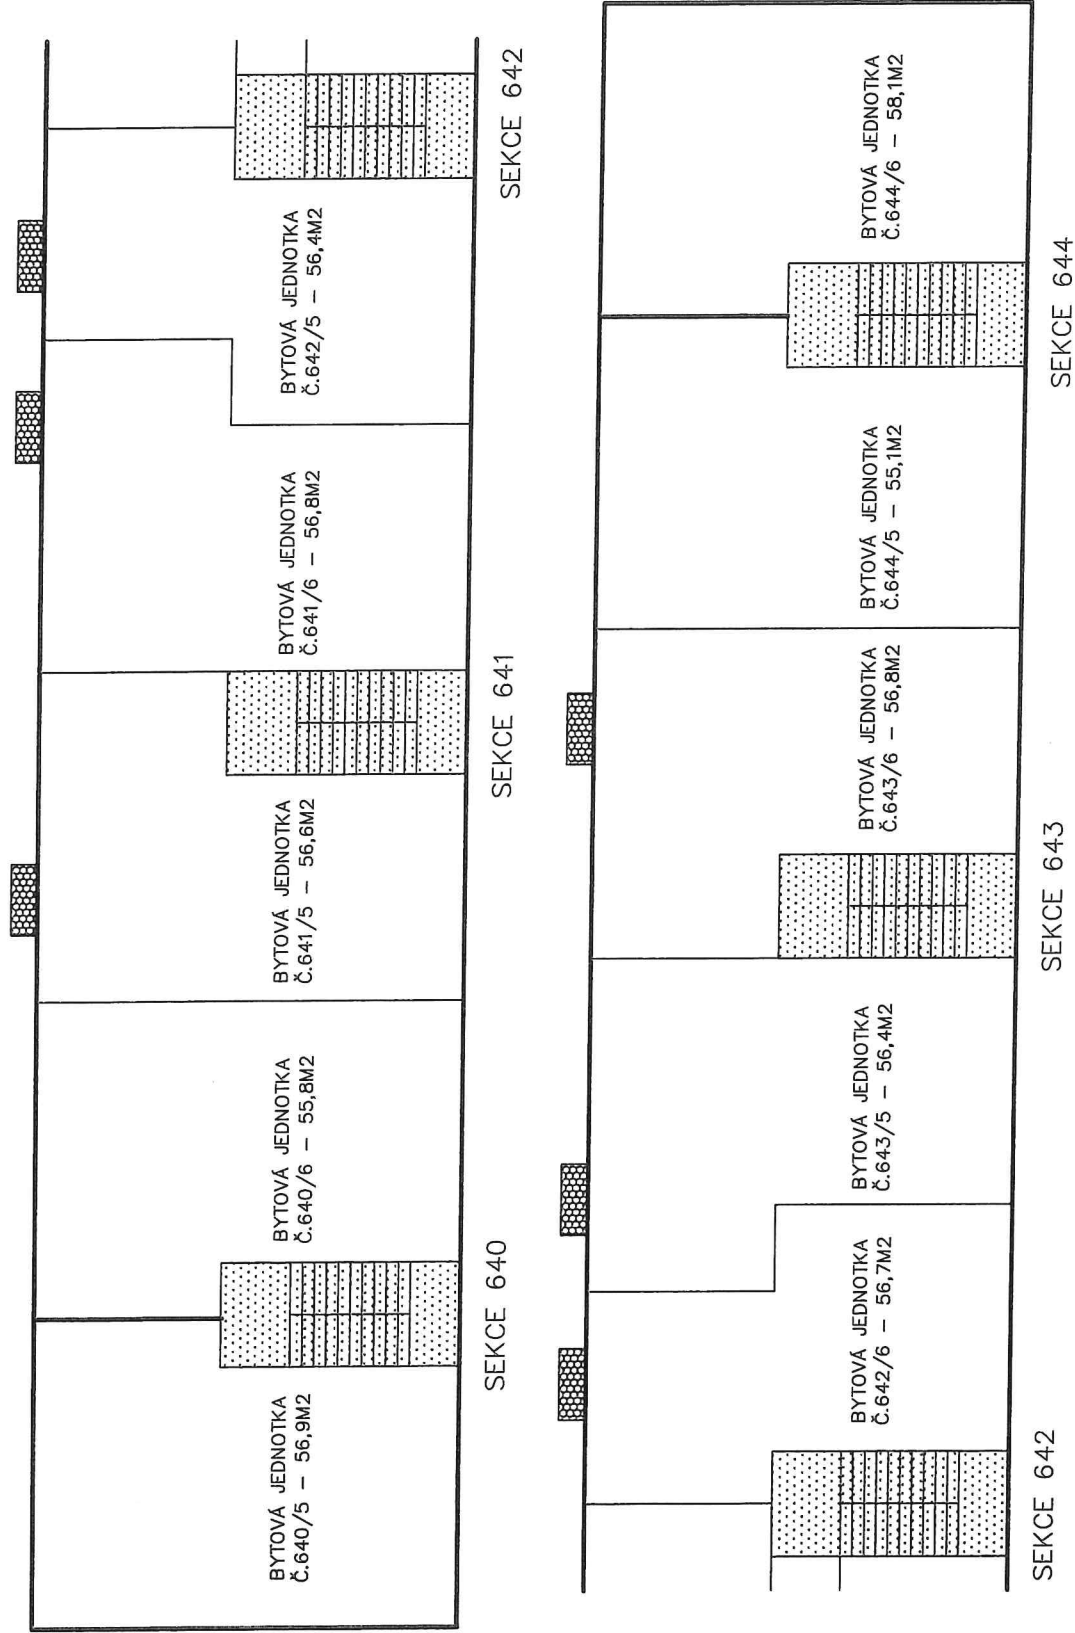 BYTOVÁ JEDNOTKA
Č.640/5 – 56,9M2
BYTOVÁ JEDNOTKA
Č.640/6 – 55,8M2
BYTOVÁ JEDNOTKA
Č.641/5 – 56,6M2
BYTOVÁ JEDNOTKA
Č.641/6 – 56,8M2
BYTOVÁ JEDNOTKA
Č.642/5 – 56,4M2
SEKCE 640
SEKCE 641
SEKCE 642
BYTOVÁ JEDNOTKA
Č.642/6 – 56,7M2
BYTOVÁ JEDNOTKA
Č.643/5 – 56,4M2
BYTOVÁ JEDNOTKA
Č.643/6 – 56,8M2
BYTOVÁ JEDNOTKA
Č.644/5 – 55,1M2
BYTOVÁ JEDNOTKA
Č.644/6 – 58,1M2
SEKCE 642
SEKCE 643
SEKCE 644